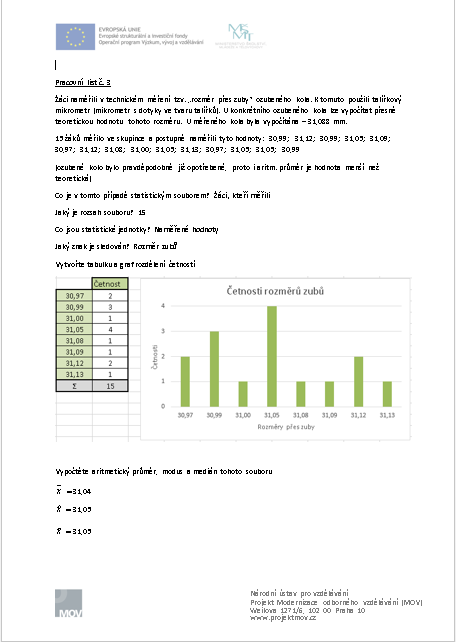 EVROPSKÁ UNIE
Evropské strukturální a investiční fondy
Operační program Výzkum, vývoj a vzdělávání
Pracovní list č. 3
Žáci naměřili v technickém měření tzv. „rozměr přes zuby“ ozubeného kola. K tomuto použili talířkový
mikrometr (mikrometr s dotyky ve tvaru talířků). U konkrétního ozubeného kola lze vypočítat přesně
teoretickou hodnotu tohoto rozměru. U měřeného kola byla vypočítána – 31,088 mm.
15 žáků měřilo ve skupince a postupně naměřili tyto hodnoty: 30,99; 31,12; 30,99; 31,05; 31,09;
30,97; 31,12; 31,08; 31,00; 31,05; 31,13; 30,97; 31,05; 31,05; 30,99
(ozubené kolo bylo pravděpodobně již opotřebené, proto i aritm. průměr je hodnota menší než
teoretická)
Co je v tomto případě statistickým souborem? Žáci, kteří měřili
Jaký je rozsah souboru? 15
Co jsou statistické jednotky? Naměřené hodnoty
Jaký znak je sledován? Rozměr zubů
Vytvořte tabulku a graf rozdělení četností
Četnost
30,97 2
30,99 3
31,00 1
31,05 4
31,08 1
31,09 1
31,12 2
31,13 1
Σ 15
Četnosti rozměrů zubů
Četnosti
4
3
2
1
0
30,97 30,99 31,00 31,05 31,08 31,09 31,12 31,13
Rozměry přes zuby
Vypočtěte aritmetický průměr, modus a medián tohoto souboru
x̄ = 31,04
x̂ = 31,05
x̃ = 31,05
MOV
Národní ústav pro vzdělávání
Projekt Modernizace odborného vzdělávání (MOV)
Weilova 1271/6, 102 00 Praha 10
www.projektmov.cz